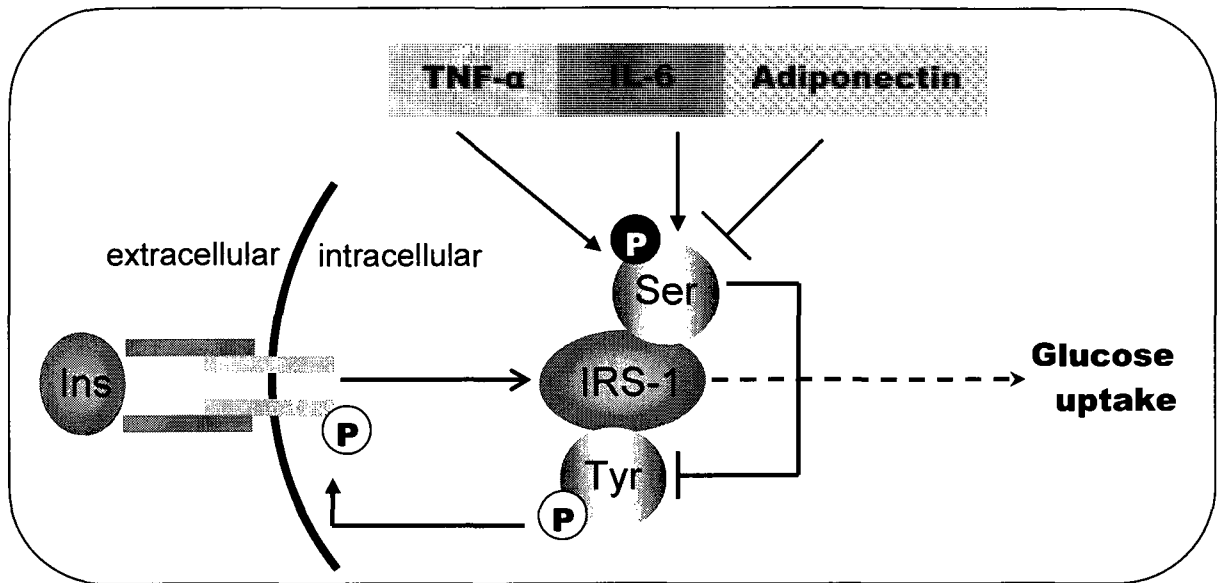 TNF-α IL-6 Adiponectin
P
extracellular intracellular
Ser
Ins
IRS-1
Glucose
uptake
P
Tyr
P